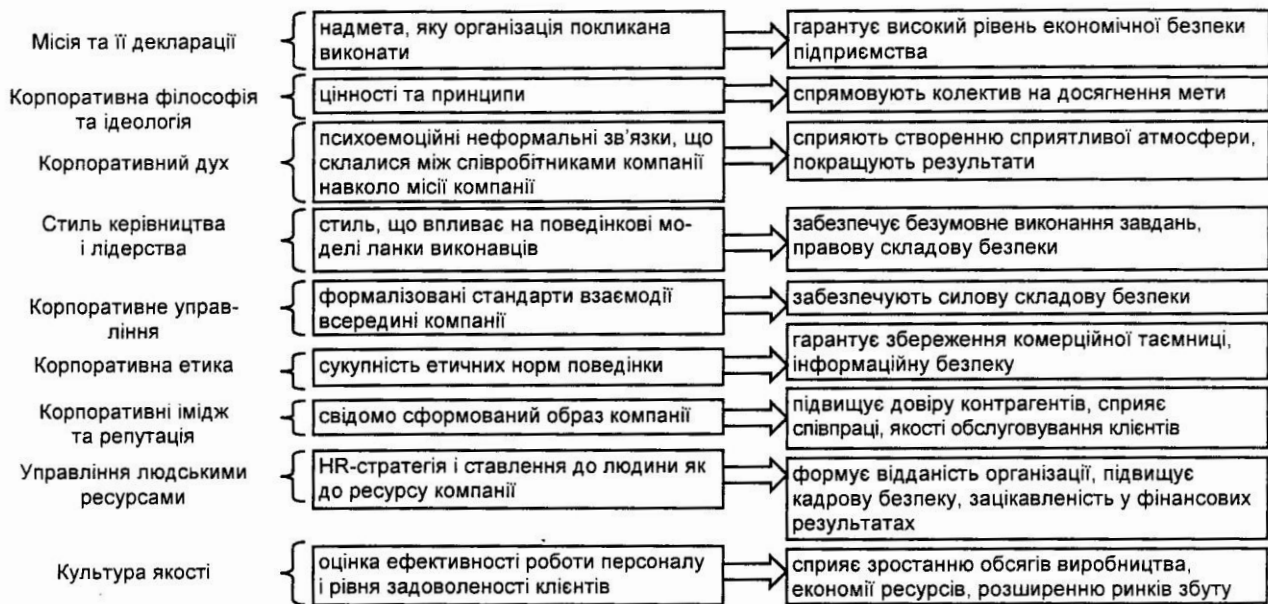 Місія та її декларації
надмета, яку організація покликана
виконати
гарантує високий рівень економічної безпеки
підприємства
Корпоративна філософія
та ідеологія
цінності та принципи
спрямовують колектив на досягнення мети
Корпоративний дух
психоемоційні неформальні зв'язки, що
склалися між співробітниками компанії
навколо місії компанії
сприяють створенню сприятливої атмосфери,
покращують результати
Стиль керівництва
і лідерства
стиль, що впливає на поведінкові мо-
делі ланки виконавців
забезпечує безумовне виконання завдань,
правову складову безпеки
Корпоративне управ-
ління
формалізовані стандарти взаємодії
всередині компанії
забезпечують силову складову безпеки
Корпоративна етика
сукупність етичних норм поведінки
гарантує збереження комерційної таємниці,
інформаційну безпеку
Корпоративні імідж
та репутація
свідомо сформований образ компанії
підвищує довіру контрагентів, сприяє
співпраці, якості обслуговування клієнтів
Управління людськими
ресурсами
HR-стратегія і ставлення до людини як
до ресурсу компанії
формує відданість організації, підвищує
кадрову безпеку, зацікавленість у фінансових
результатах
Культура якості
оцінка ефективності роботи персоналу
і рівня задоволеності клієнтів
сприяє зростанню обсягів виробництва,
економії ресурсів, розширенню ринків збуту